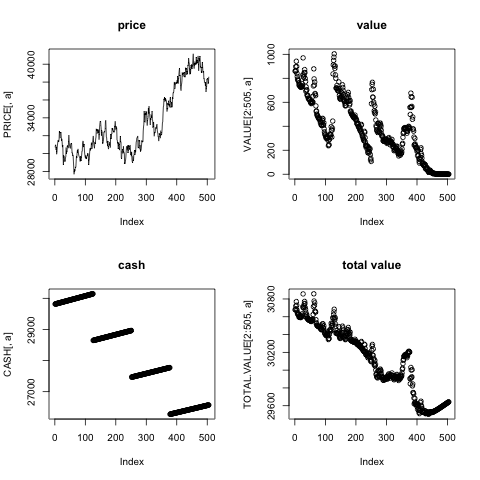 price
PRICE[, a]
28000 34000 40000
0 100 200 300 400 500
Index
value
VALUE[2:505, a]
0 200 600 1000
0 100 200 300 400 500
Index
cash
CASH[, a]
27000 29000
0 100 200 300 400 500
Index
total value
TOTAL.VALUE[2:505, a]
29600 30200 30800
0 100 200 300 400 500
Index